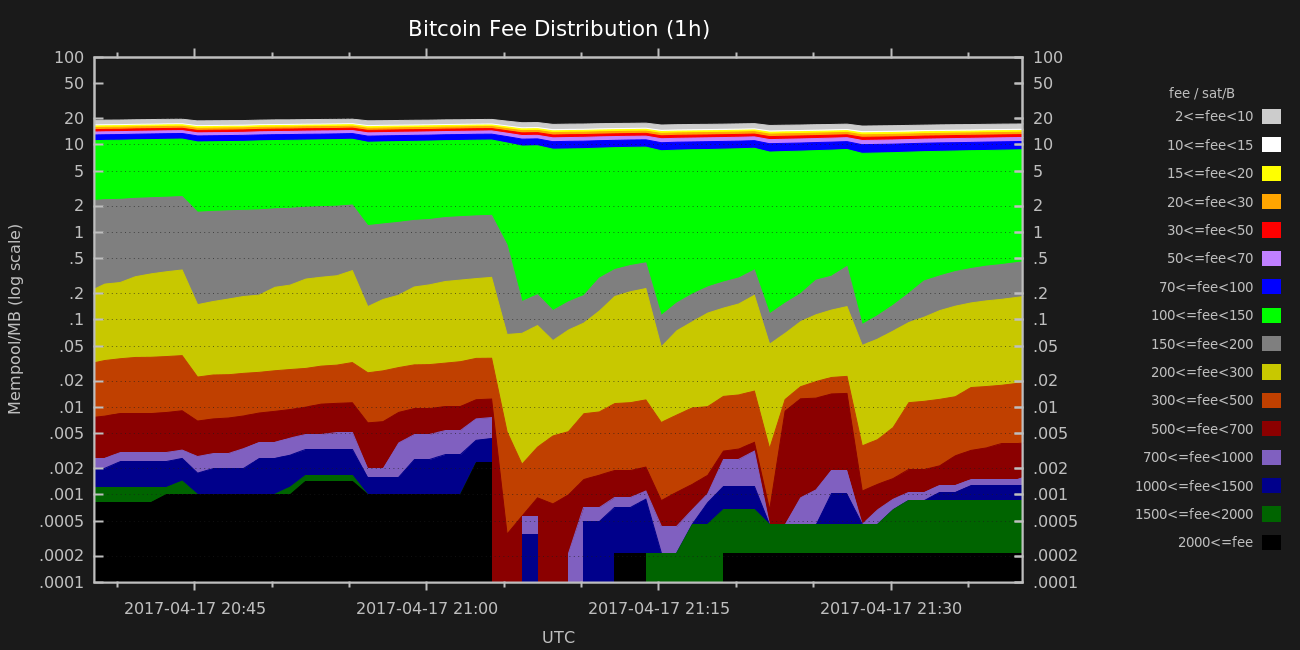 Bitcoin Fee Distribution (1h)
Mempool/MB (log scale)
100
50
20
10
5
2
1
.5
.2
.1
.05
.02
.01
.005
.002
.001
.0005
.0002
.0001
100
50
20
10
5
2
1
.5
.2
.1
.05
.02
.01
.005
.002
.001
.0005
.0002
.0001
2017-04-17 20:45 2017-04-17 21:00 2017-04-17 21:15 2017-04-17 21:30
UTC
fee / sat/B
2<=fee<10
10<=fee<15
15<=fee<20
20<=fee<30
30<=fee<50
50<=fee<70
70<=fee<100
100<=fee<150
150<=fee<200
200<=fee<300
300<=fee<500
500<=fee<700
700<=fee<1000
1000<=fee<1500
1500<=fee<2000
2000<=fee